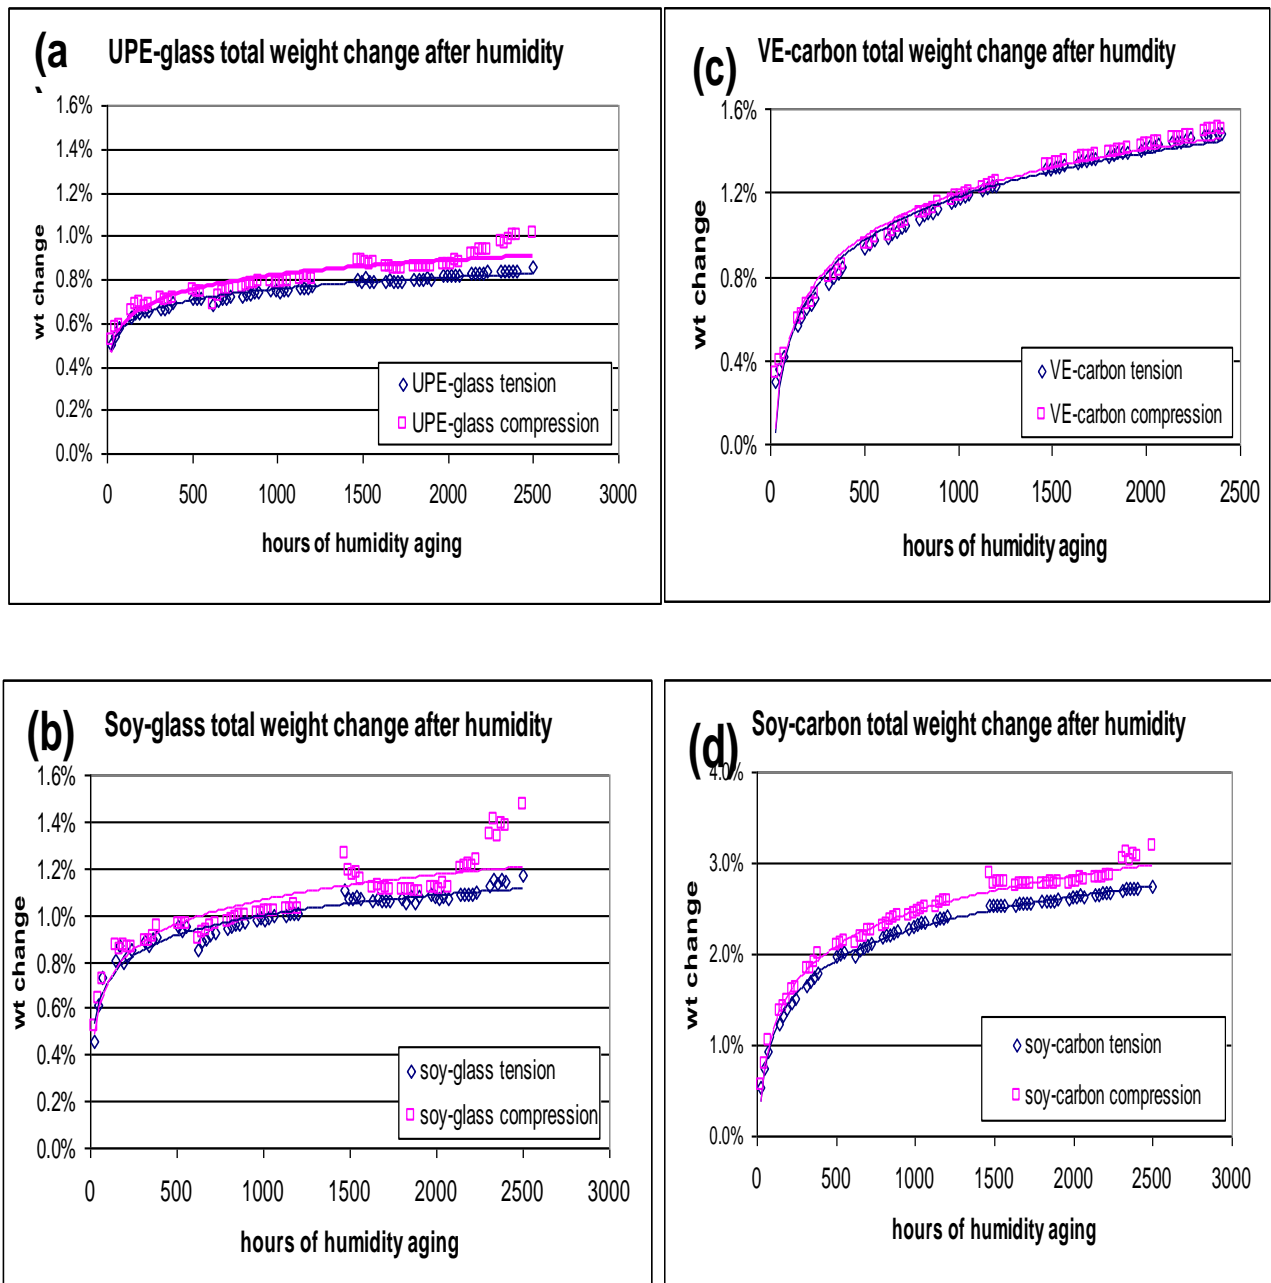 (a
)
UPE-glass total weight change after humidity
1.6%
1.4%
1.2%
1.0%
0.8%
0.6%
0.4%
0.2%
0.0%
wt change
UPE-glass tension
UPE-glass compression
0 500 1000 1500 2000 2500 3000
hours of humidity aging
(c)
VE-carbon total weight change after humdity
1.6%
1.2%
0.8%
0.4%
0.0%
wt change
VE-carbon tension
VE-carbon compression
0 500 1000 1500 2000 2500
hours of humidity aging
(b)
Soy-glass total weight change after humidity
1.6%
1.4%
1.2%
1.0%
0.8%
0.6%
0.4%
0.2%
0.0%
wt change
soy-glass tension
soy-glass compression
0 500 1000 1500 2000 2500 3000
hours of humidity aging
(d)
Soy-carbon total weight change after humidity
4.0%
3.0%
2.0%
1.0%
0.0%
wt change
soy-carbon tension
soy-carbon compression
0 500 1000 1500 2000 2500 3000
hours of humidity aging